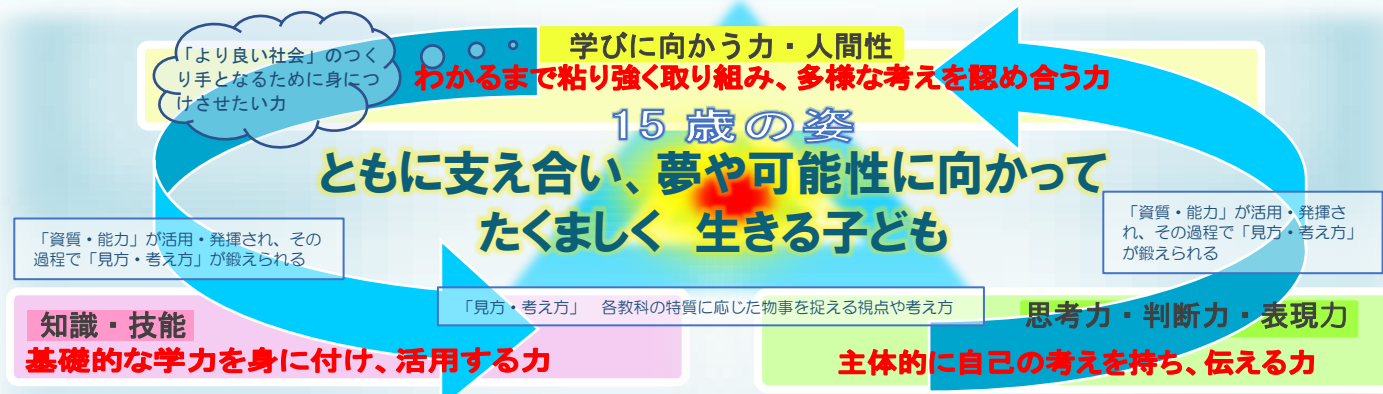 「より良い社会」のつく
り手となるために身につ
けさせたい力
学びに向かう力・人間性
わかるまで粘り強く取り組み、多様な考えを認め合う力
15 歳の姿
ともに支え合い、夢や可能性に向かって
たくましく 生きる子ども
「資質・能力」が活用・発揮され、その
過程で「見方・考え方」が鍛えられる
「資質・能力」が活用・発揮さ
れ、その過程で「見方・考え方」
が鍛えられる
「見方・考え方」 各教科の特質に応じた物事を捉える視点や考え方
知識・技能
基礎的な学力を身に付け、活用する力
思考力・判断力・表現力
主体的に自己の考えを持ち、伝える力